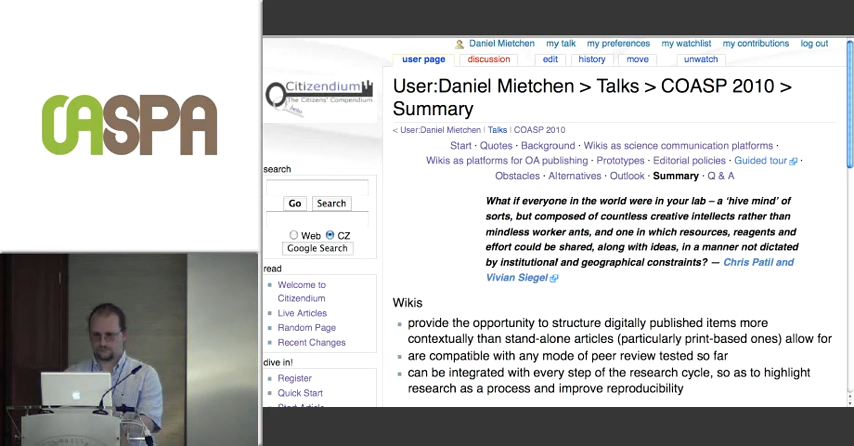 OASPA
Daniel Mietchen my talk my preferences my watchlist my contributions log out
user page discussion edit history move unwatch
Citizendium
The Citizens' Compendium
User:Daniel Mietchen > Talks > COASP 2010 >
Summary
< User:Daniel Mietchen | Talks | COASP 2010
Start · Quotes · Background · Wikis as science communication platforms ·
Wikis as platforms for OA publishing · Prototypes · Editorial policies · Guided tour ·
Obstacles · Alternatives · Outlook · Summary · Q & A
What if everyone in the world were in your lab – a ‘hive mind’ of
sorts, but composed of countless creative intellects rather than
mindless worker ants, and one in which resources, reagents and
effort could be shared, along with ideas, in a manner not dictated
by institutional and geographical constraints? — Chris Patil and
Vivian Siegel
Wikis
provide the opportunity to structure digitally published items more
contextually than stand-alone articles (particularly print-based ones) allow for
are compatible with any mode of peer review tested so far
can be integrated with every step of the research cycle, so as to highlight
research as a process and improve reproducibility
search
Go Search
Web CZ
Google Search
read
Welcome to
Citizendium
Live Articles
Random Page
Recent Changes
dive in!
Register
Quick Start
Start Article